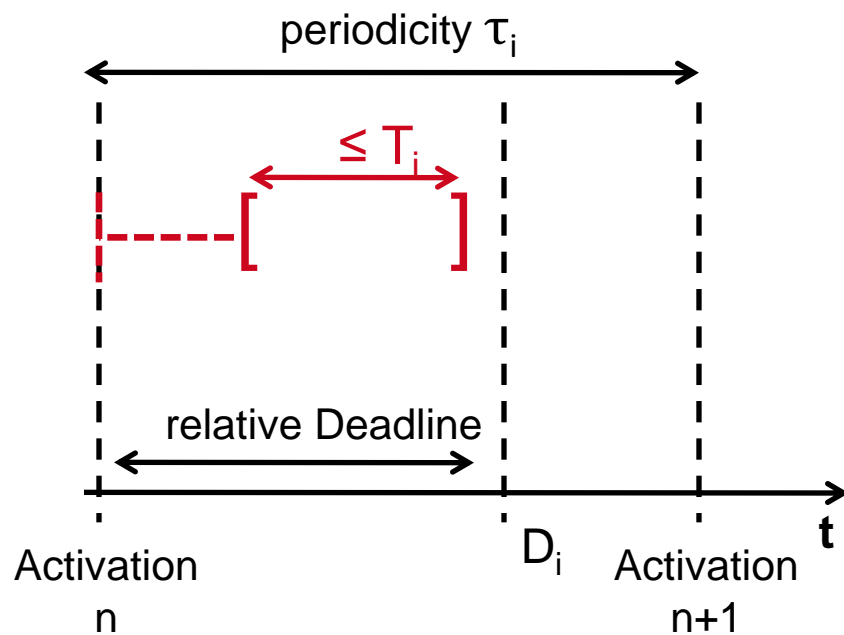 periodicity τi
≤ Ti
relative Deadline
t
Di
Activation
n
Activation
n+1